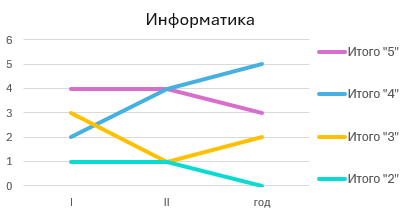 Информатика
6
5
4
3
2
1
0
I
II
год
Итого "5"
Итого "4"
Итого "3"
Итого "2"